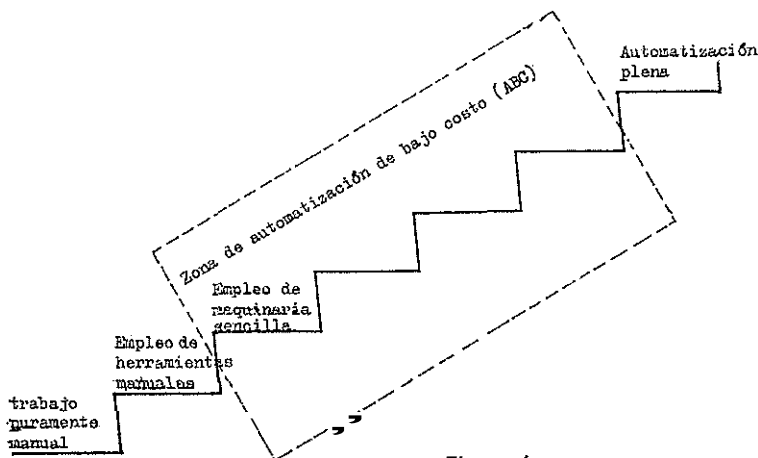 Automatización
plena
Zona de automatización de bajo costo (ABC)
Empleo de
maquinaria
sencilla
Empleo de
herramientas
manuales
trabajo
puramente
manual